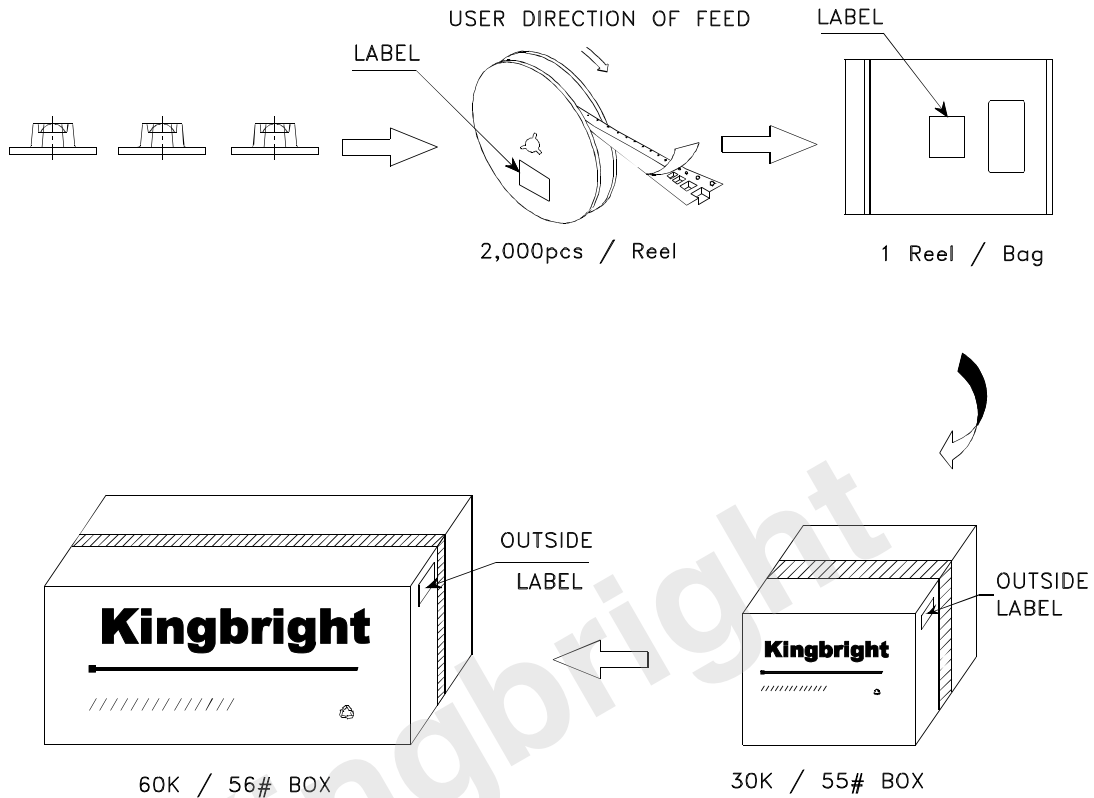 USER DIRECTION OF FEED
LABEL
LABEL
2,000pcs / Reel
1 Reel / Bag
OUTSIDE
LABEL
OUTSIDE
LABEL
Kingbright
Kingbright
60K / 56# BOX
30K / 55# BOX
Kingbright